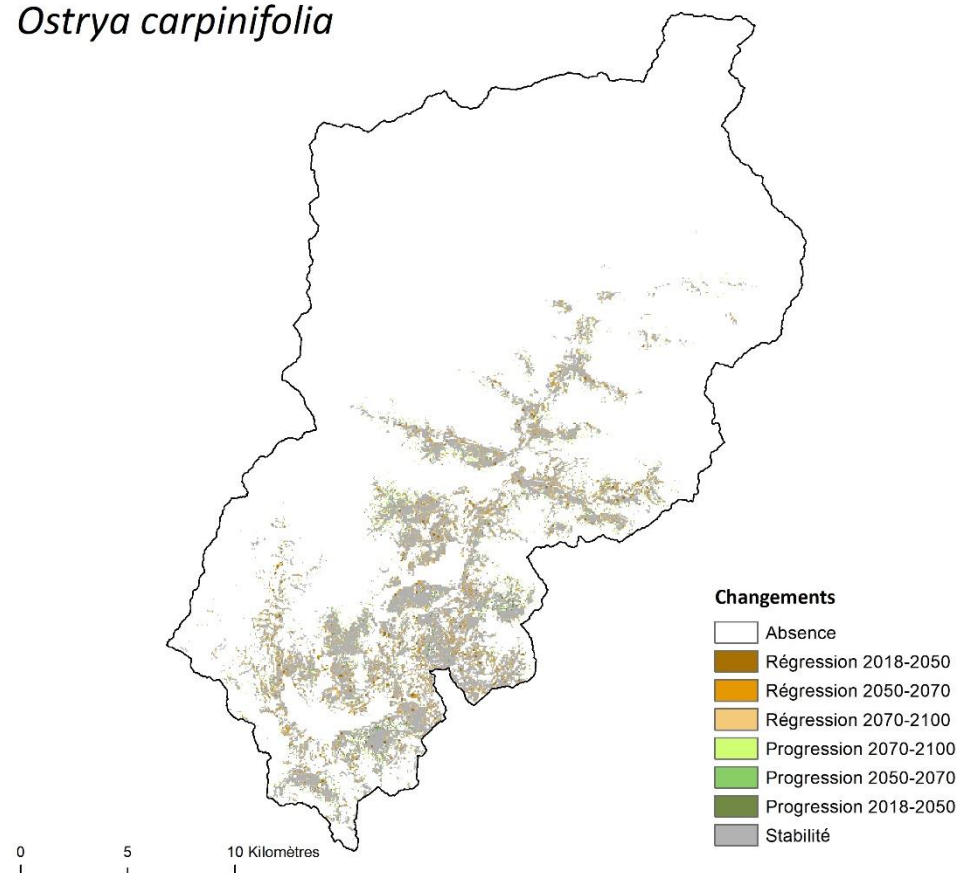 Ostrya carpinifolia
Changements
Absence
Régression 2018-2050
Régression 2050-2070
Régression 2070-2100
Progression 2070-2100
Progression 2050-2070
Progression 2018-2050
Stabilité
0 5 10 Kilomètres